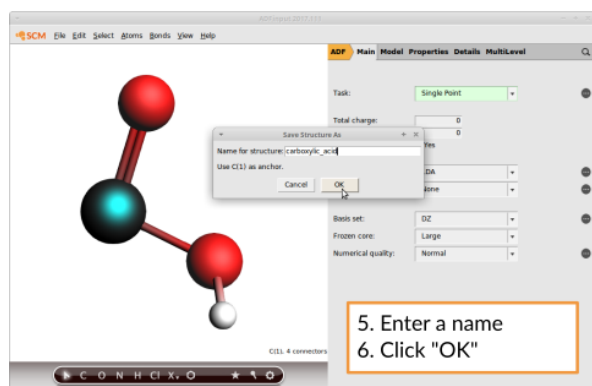 ADFinput 2017.111
SCM File Edit Select Atoms Bonds View Help
ADF Main Model Properties Details MultiLevel
Task: Single Point
Save Structure As
Name for structure: carboxylic_acid
Use C(1) as anchor.
Cancel OK
Total charge: 0
0
Yes
LDA
None
Basis set: DZ
Frozen core: Large
Numerical quality: Normal
5. Enter a name
6. Click "OK"
C(1), 4 connectors
C O N H Cl X.